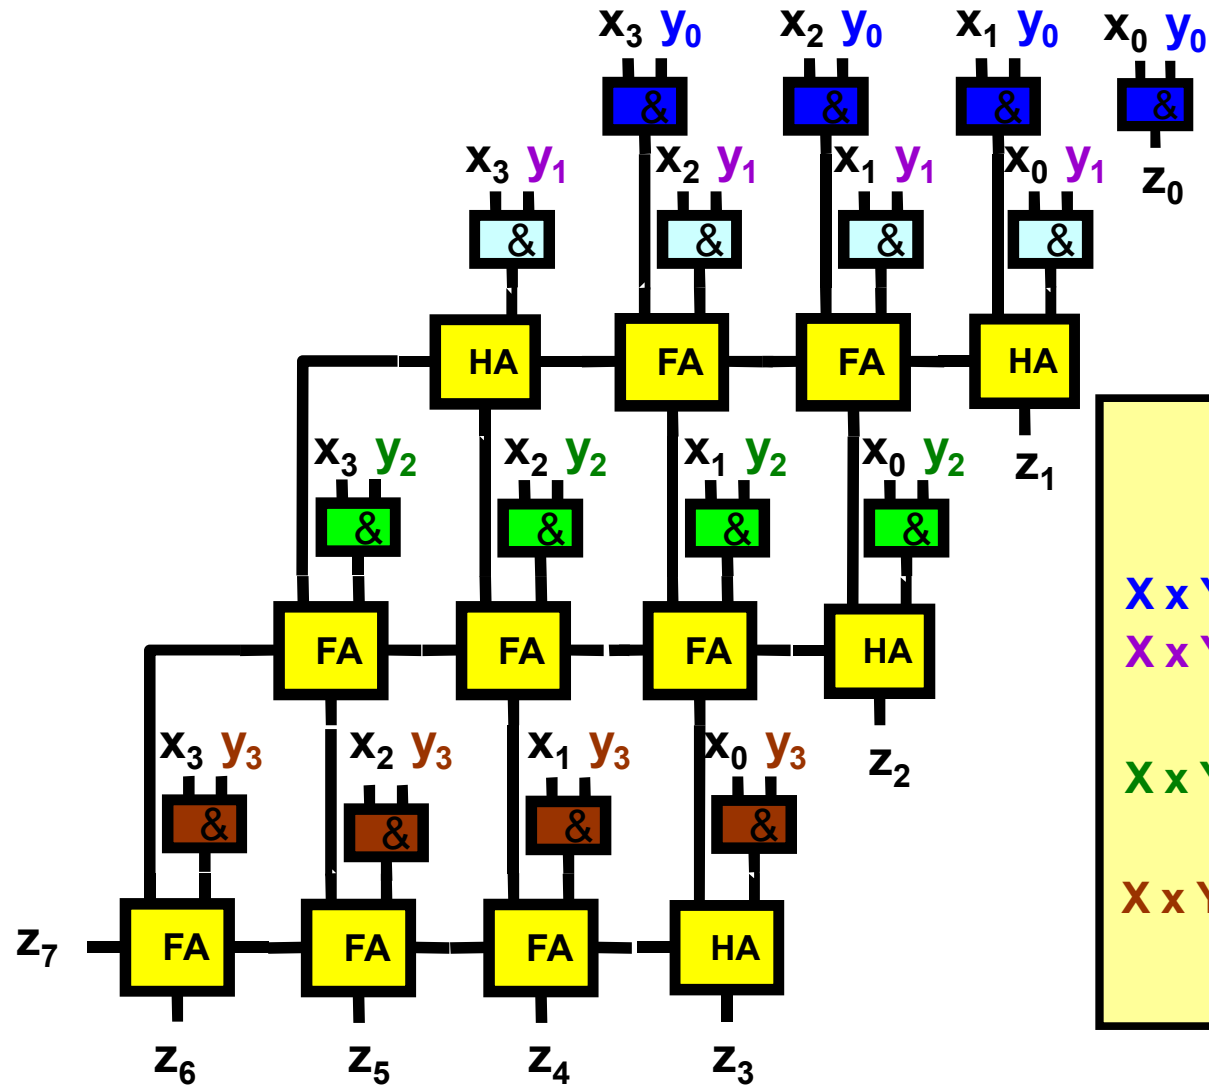 x₃ y₀ x₂ y₀ x₁ y₀ x₀ y₀
& & & &
x₃ y₁ x₂ y₁ x₁ y₁ x₀ y₁ z₀
& & & &
HA FA FA HA
x₃ y₂ x₂ y₂ x₁ y₂ x₀ y₂ z₁
& & & &
X x Y
FA FA FA HA X x Y
x₃ y₃ x₂ y₃ x₁ y₃ x₀ y₃ z₂ X x Y
& & & &
X x Y
z₇ FA FA FA HA
z₆ z₅ z₄ z₃